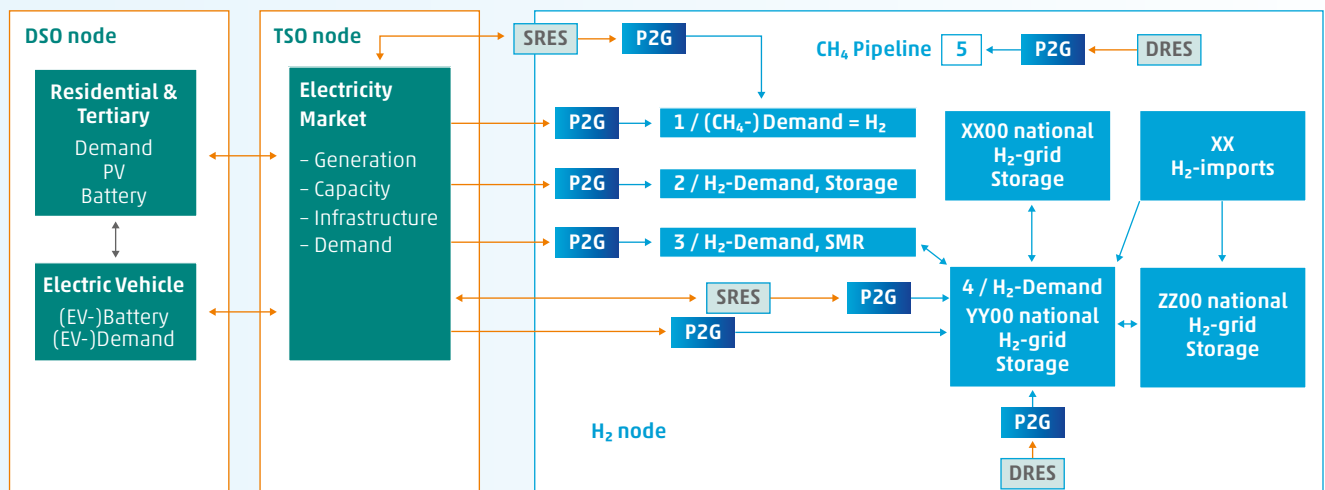 DSO node
Residential &
Tertiary
Demand
PV
Battery
Electric Vehicle
(EV-)Battery
(EV-)Demand
TSO node
Electricity
Market
– Generation
– Capacity
– Infrastructure
– Demand
SRES
P2G
CH₄ Pipeline
5
P2G
DRES
P2G
1 / (CH₄-) Demand = H₂
P2G
2 / H₂-Demand, Storage
P2G
3 / H₂-Demand, SMR
XX00 national
H₂-grid
Storage
XX
H₂-imports
SRES
P2G
P2G
4 / H₂-Demand
YY00 national
H₂-grid
Storage
ZZ00 national
H₂-grid
Storage
P2G
DRES
H₂ node